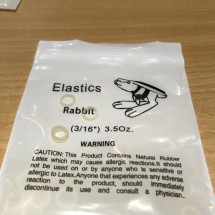 Elastics
Rabbit
(3/16") 3.5Oz.
WARNING
CAUTION: This Product Contains Natural Rubber
Latex which may cause allergic reactions.It should
not be used on or by anyone who is sensitive or
allergic to Latex.Anyone that experiences any adverse
reaction to the product, should immediately
discontinue its use and consult a physician.